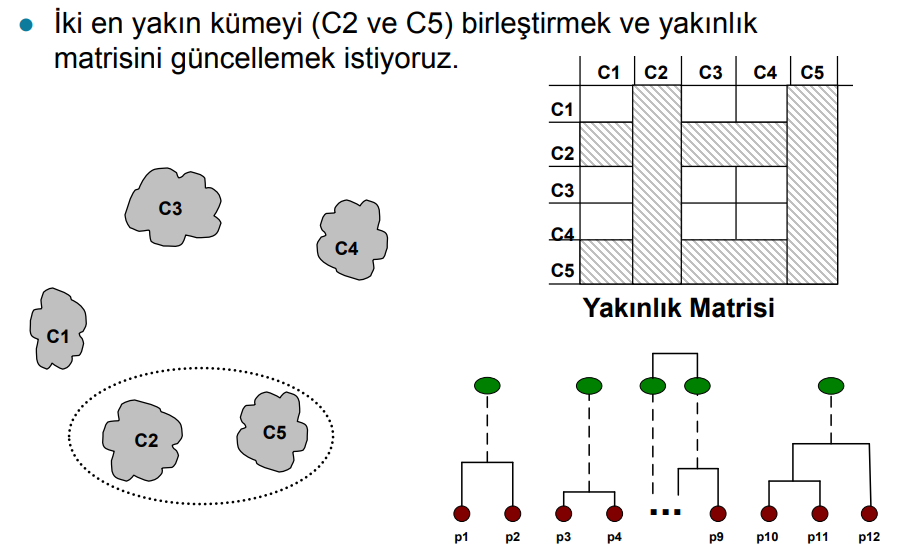 İki en yakın kümeyi (C2 ve C5) birleştirmek ve yakınlık
matrisini güncellemek istiyoruz.
C1 C2 C3 C4 C5
C1
C2
C3
C4
C5
Yakınlık Matrisi
C3
C4
C1
C2
C5
...
p1 p2 p3 p4 p9 p10 p11 p12